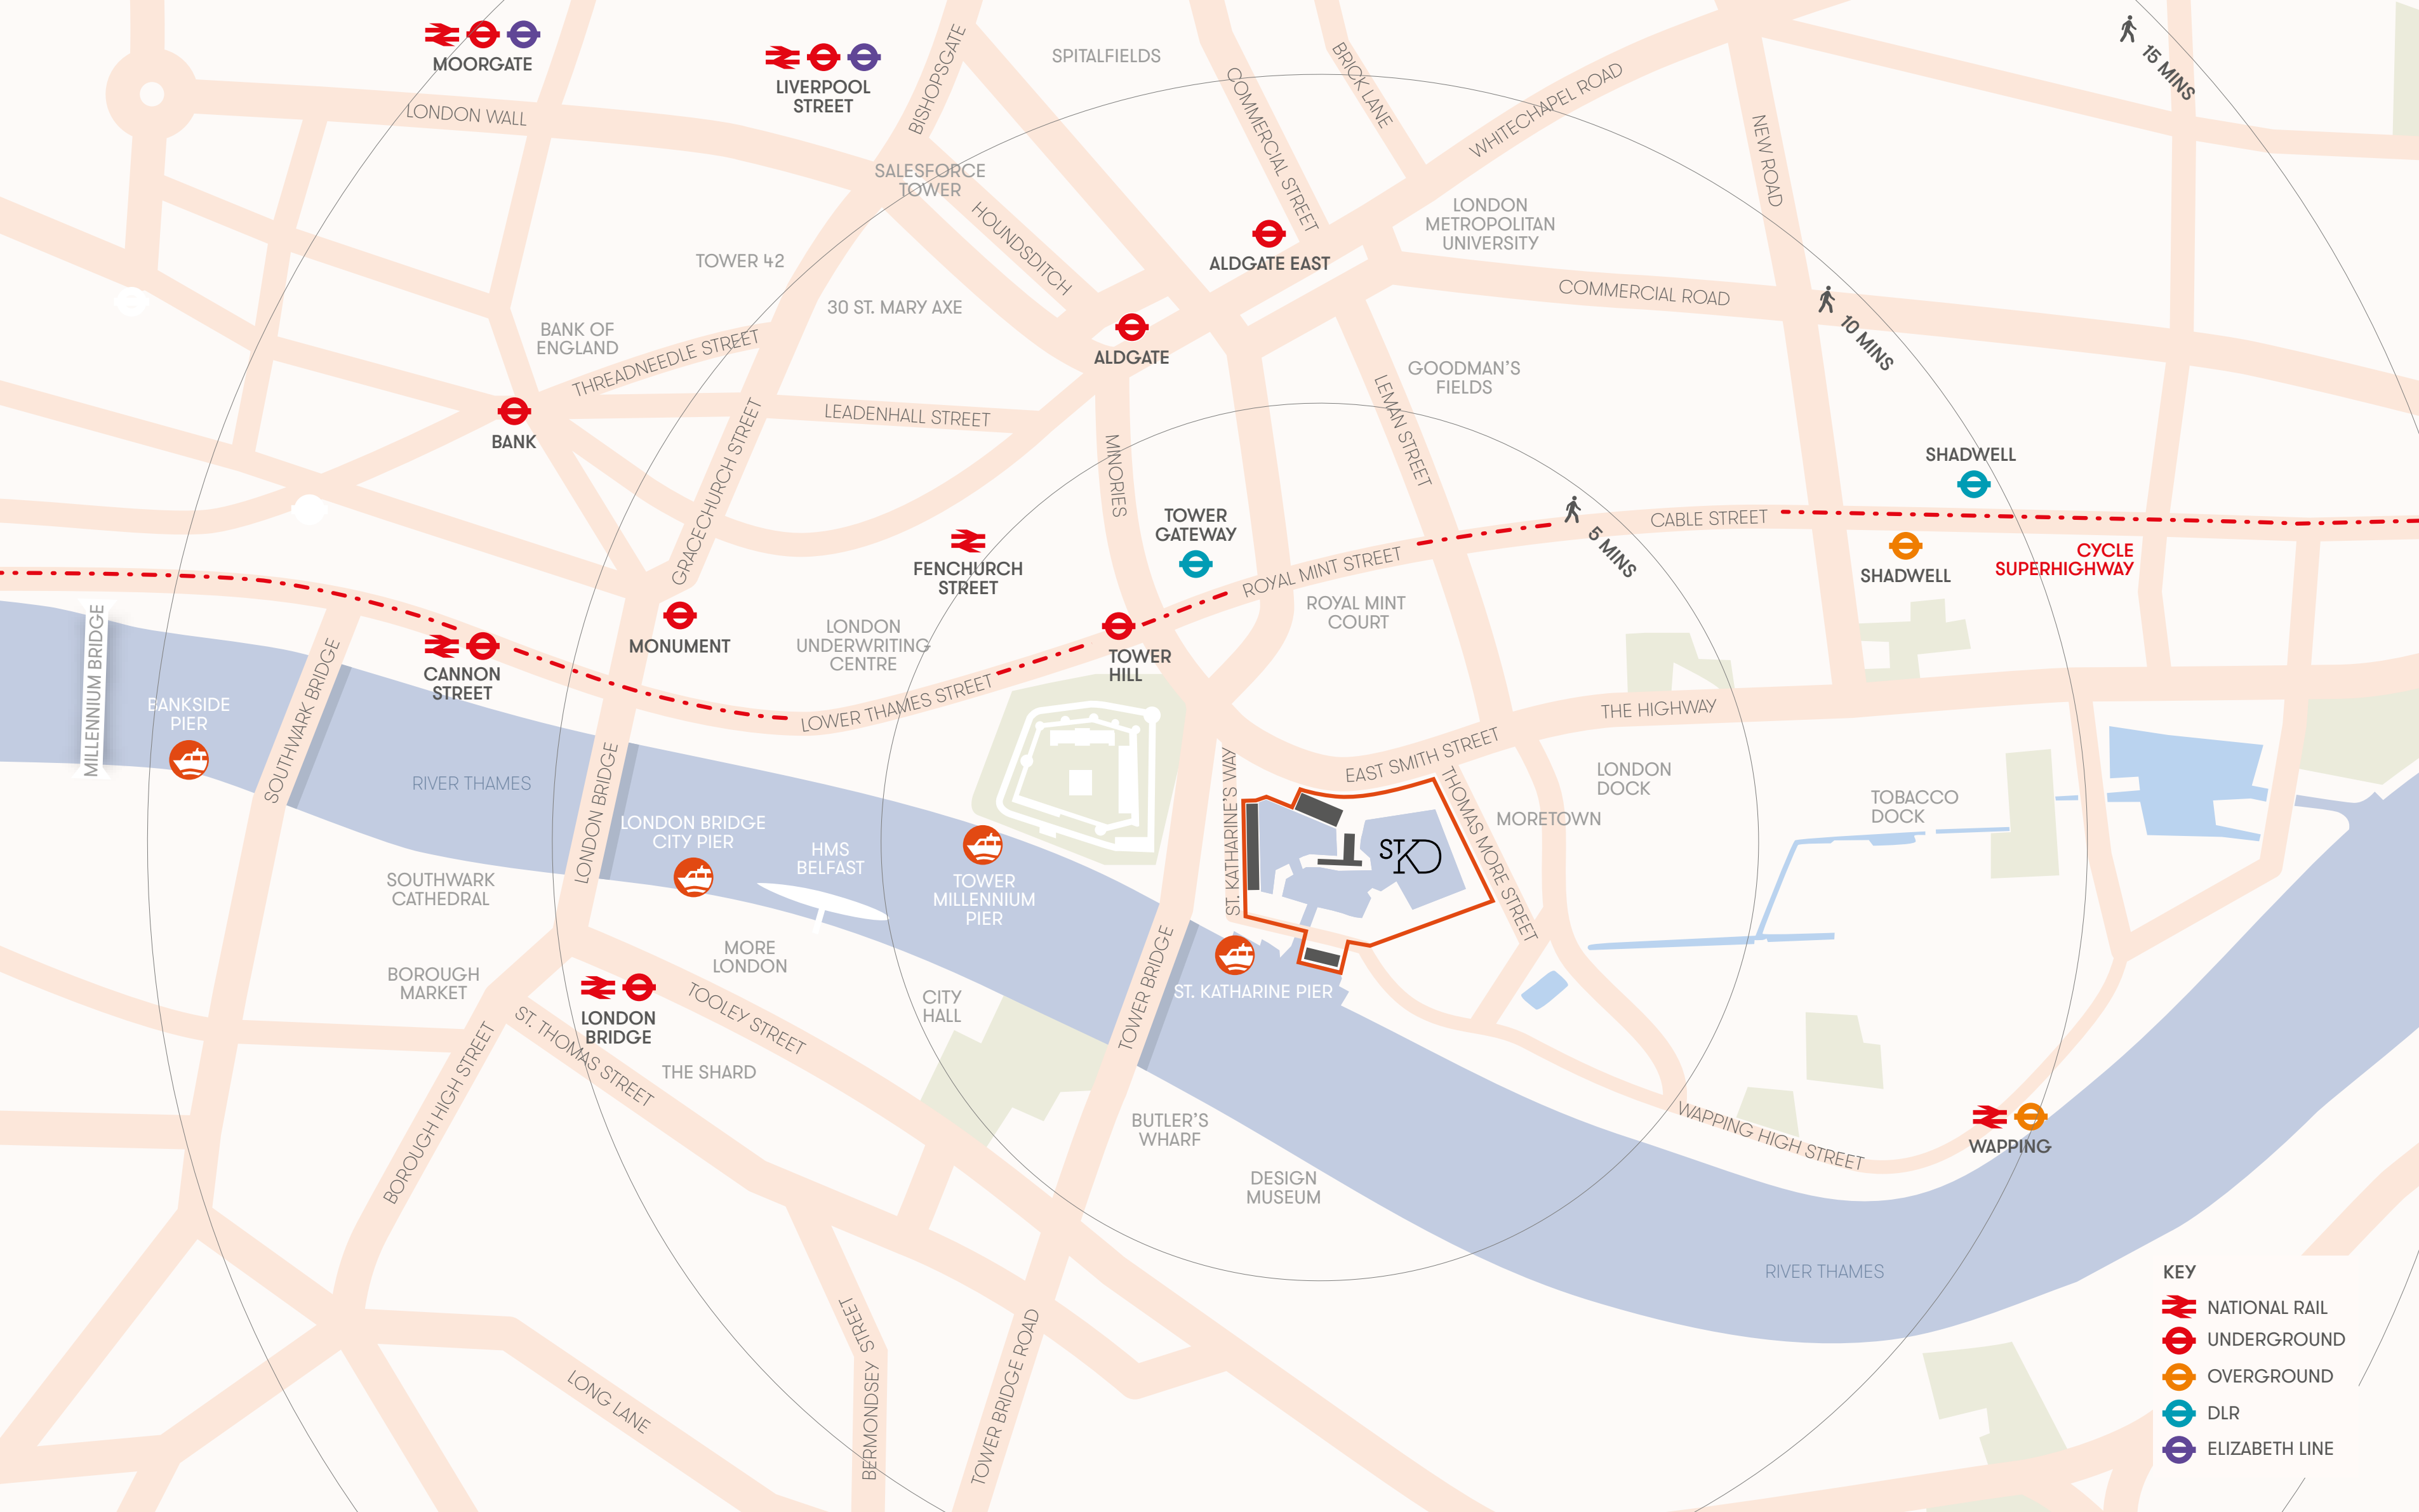 MOORGATE
LIVERPOOL
STREET
BISHOPSGATE
SPITALFIELDS
COMMERCIAL STREET
BRICK LANE
WHITECHAPEL ROAD
NEW ROAD
15 MINS
LONDON WALL
SALESFORCE
TOWER
HOUNDSDITCH
LONDON
METROPOLITAN
UNIVERSITY
ALDGATE EAST
TOWER 42
30 ST. MARY AXE
COMMERCIAL ROAD
10 MINS
BANK OF
ENGLAND
THREADNEEDLE STREET
ALDGATE
GOODMAN'S
FIELDS
LEMAN STREET
BANK
LEADENHALL STREET
GRACECHURCH STREET
MINORIES
SHADWELL
TOWER
GATEWAY
CABLE STREET
5 MINS
FENCHURCH
STREET
ROYAL MINT STREET
SHADWELL
CYCLE
SUPERHIGHWAY
ROYAL MINT
COURT
MILLENNIUM BRIDGE
MONUMENT
LONDON
UNDERWRITING
CENTRE
TOWER
HILL
CANNON
STREET
BANKSIDE
PIER
SOUTHWARK BRIDGE
LOWER THAMES STREET
THE HIGHWAY
EAST SMITH STREET
RIVER THAMES
LONDON BRIDGE
LONDON BRIDGE
CITY PIER
HMS
BELFAST
ST. KATHARINE'S WAY
STKD
THOMAS MORE STREET
LONDON
DOCK
MORETOWN
TOBACCO
DOCK
TOWER
MILLENNIUM
PIER
SOUTHWARK
CATHEDRAL
MORE
LONDON
BOROUGH
MARKET
CITY
HALL
TOWER BRIDGE
ST. KATHARINE PIER
LONDON
BRIDGE
TOOLEY STREET
ST. THOMAS STREET
THE SHARD
BOROUGH HIGH STREET
BUTLER'S
WHARF
WAPPING HIGH STREET
WAPPING
DESIGN
MUSEUM
RIVER THAMES
BERMONDSEY STREET
TOWER BRIDGE ROAD
LONG LANE
KEY
NATIONAL RAIL
UNDERGROUND
OVERGROUND
DLR
ELIZABETH LINE